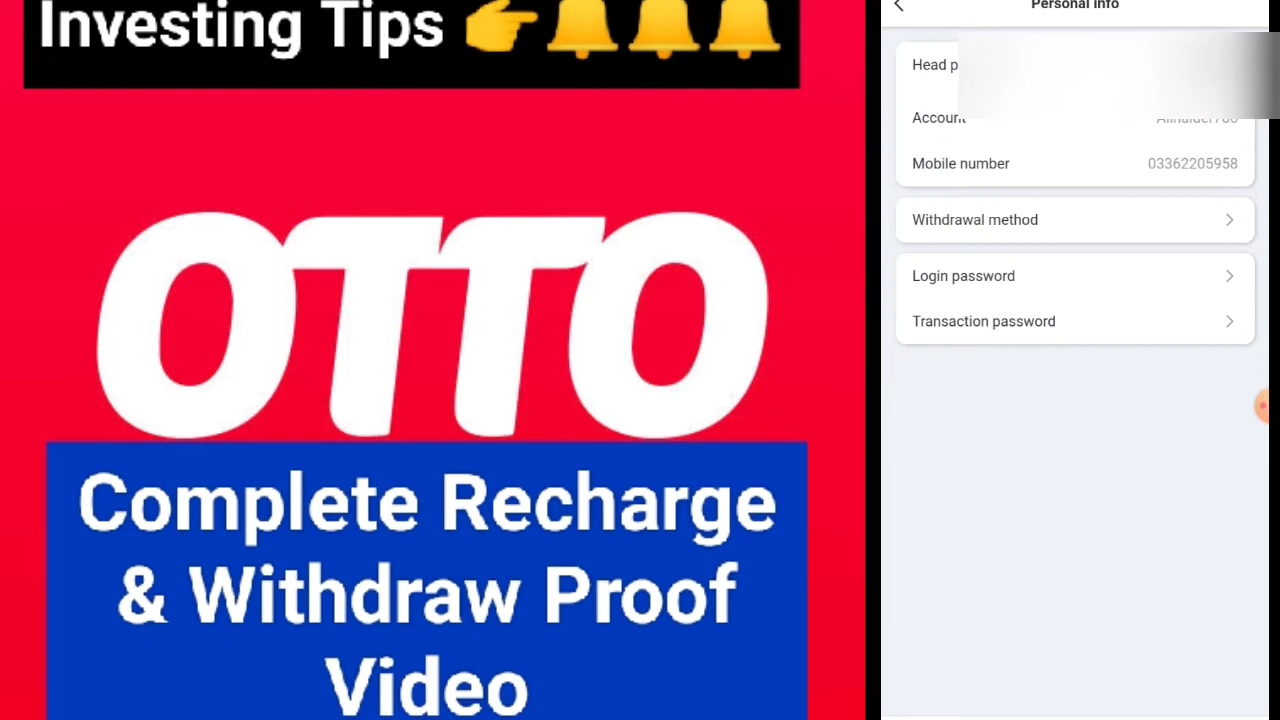 Investing Tips 👉🔔🔔🔔
OTTO
Complete Recharge
& Withdraw Proof
Video
Personal info
Head p
Account
Mobile number 03362205958
Withdrawal method
Login password
Transaction password